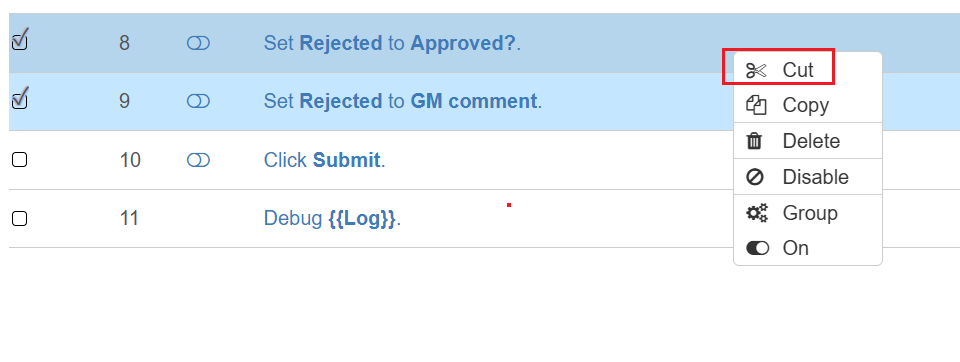 8 Set Rejected to Approved?.
Cut
9 Set Rejected to GM comment.
Copy
Delete
10 Click Submit.
Disable
11 Debug {{Log}}.
Group
On